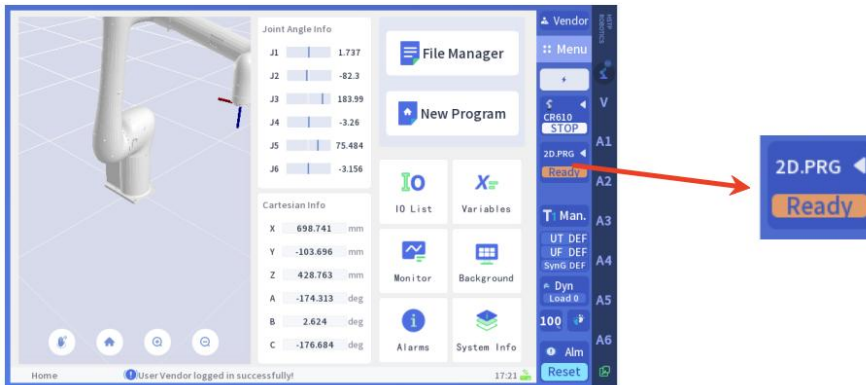 Joint Angle Info
J1 1.737
J2 -82.3
J3 183.99
J4 -3.26
J5 75.484
J6 -3.156
Cartesian Info
X 698.741 mm
Y -103.696 mm
Z 428.763 mm
A -174.313 deg
B 2.624 deg
C -176.684 deg
File Manager
New Program
IO
IO List
X=
Variables
Monitor
Background
Alarms
System Info
Home
User Vendor logged in successfully!
17:21
Vendor
Menu
CR610
STOP
2D.PRG
Ready
T1 Man.
UT DEF
UF DEF
SynG DEF
Dyn
Load 0
100
Alm
Reset
V
A1
A2
A3
A4
A5
A6
2D.PRG
Ready